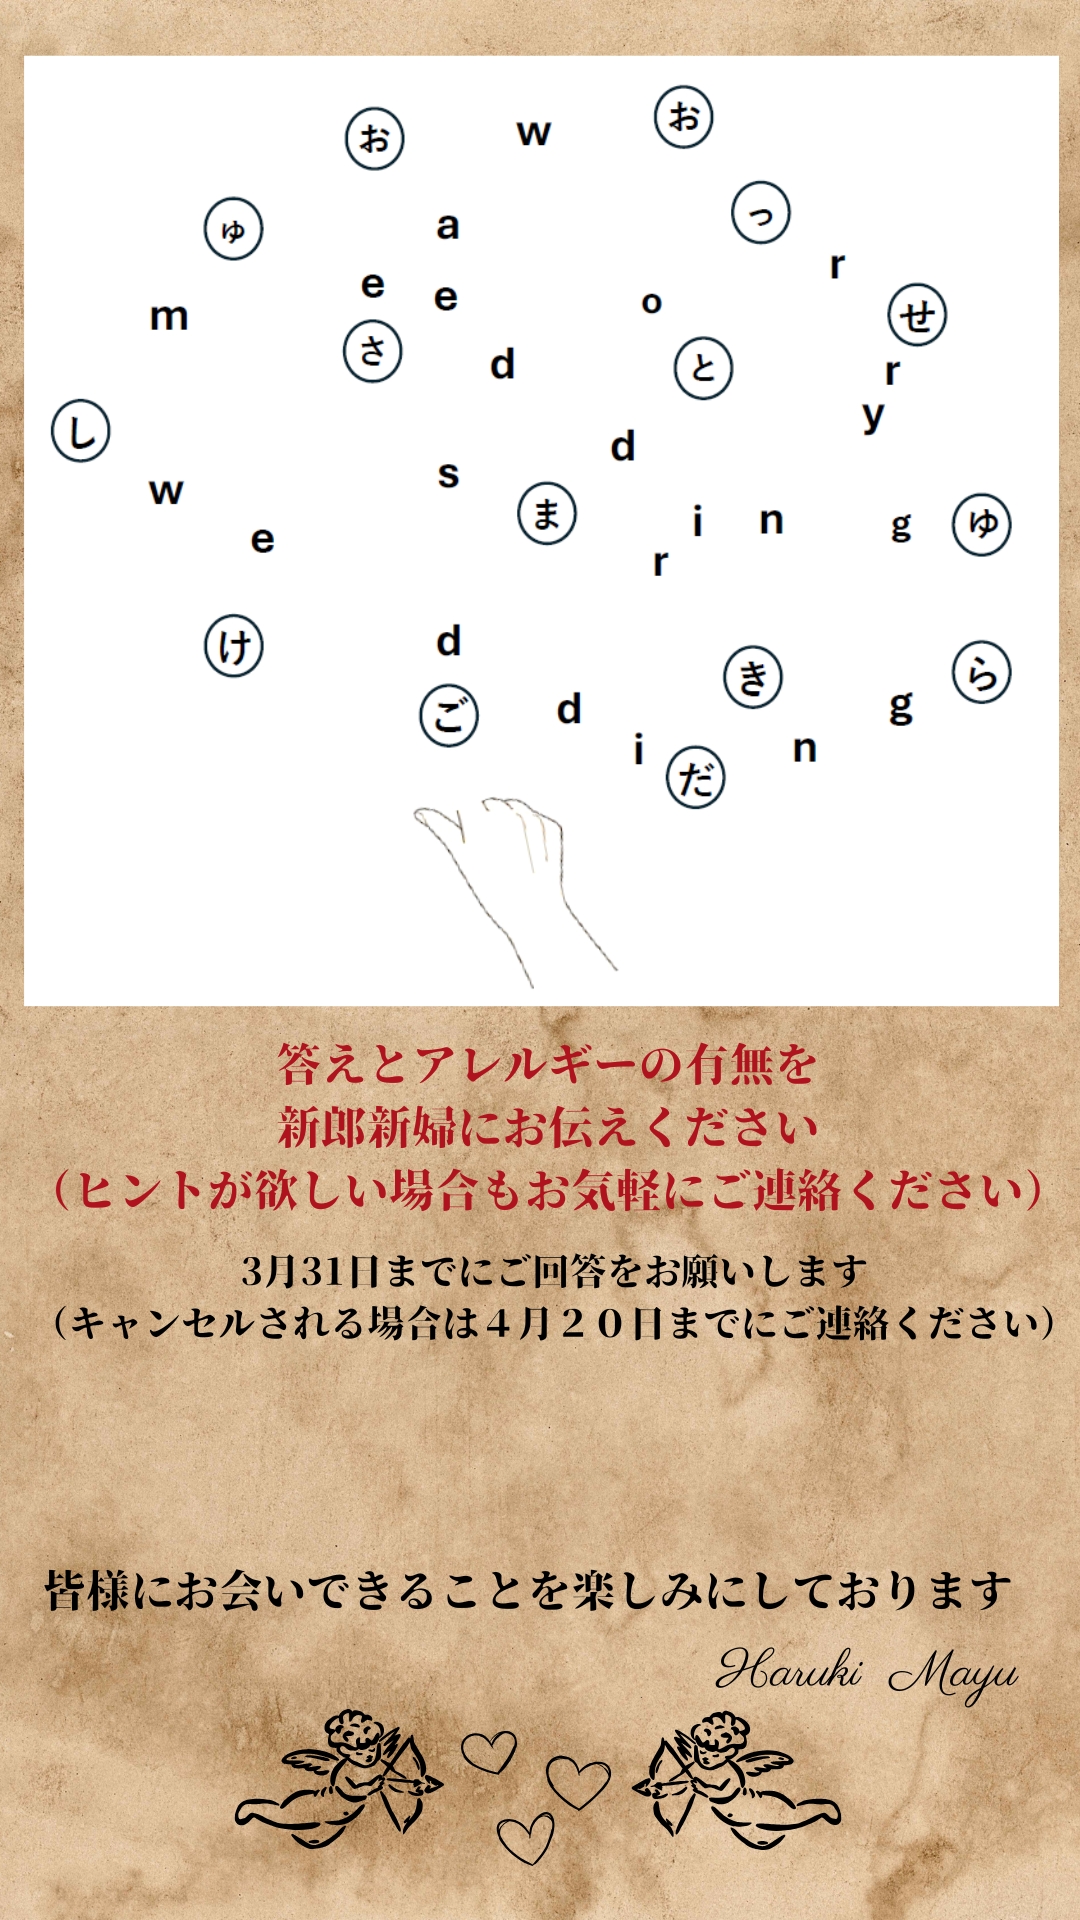 お w お
ゅ a っ
r
e e o
m せ
さ d と r
y
し d
w s
ま i n g ゆ
e r
け d
き ら
ご d g
i n
だ
答えとアレルギーの有無を
新郎新婦にお伝えください
（ヒントが欲しい場合もお気軽にご連絡ください）
3月31日までにご回答をお願いします
（キャンセルされる場合は４月２０日までにご連絡ください）
皆様にお会いできることを楽しみにしております
Haruki Mayu